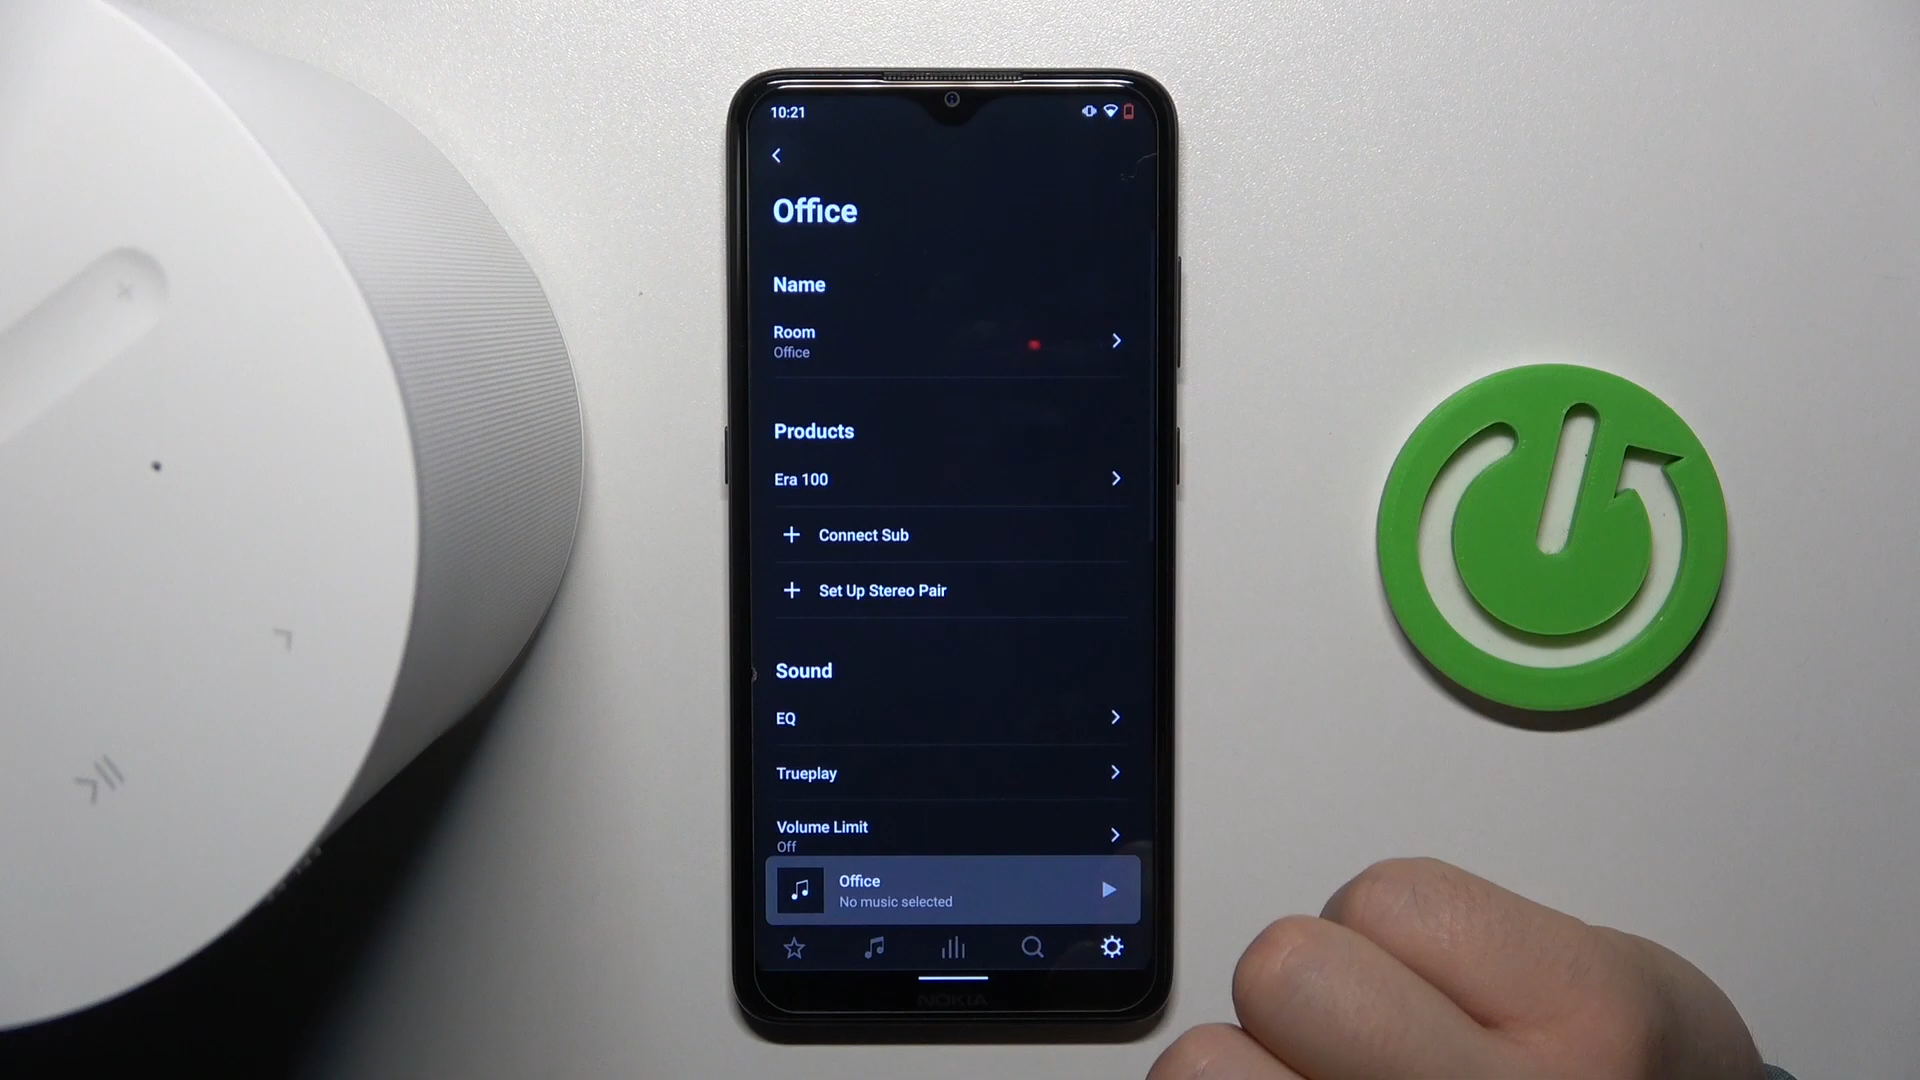 10:21
Office
Name
Room
Office
Products
Era 100
Connect Sub
Set Up Stereo Pair
Sound
EQ
Trueplay
Volume Limit
Off
Office
No music selected
NOKIA